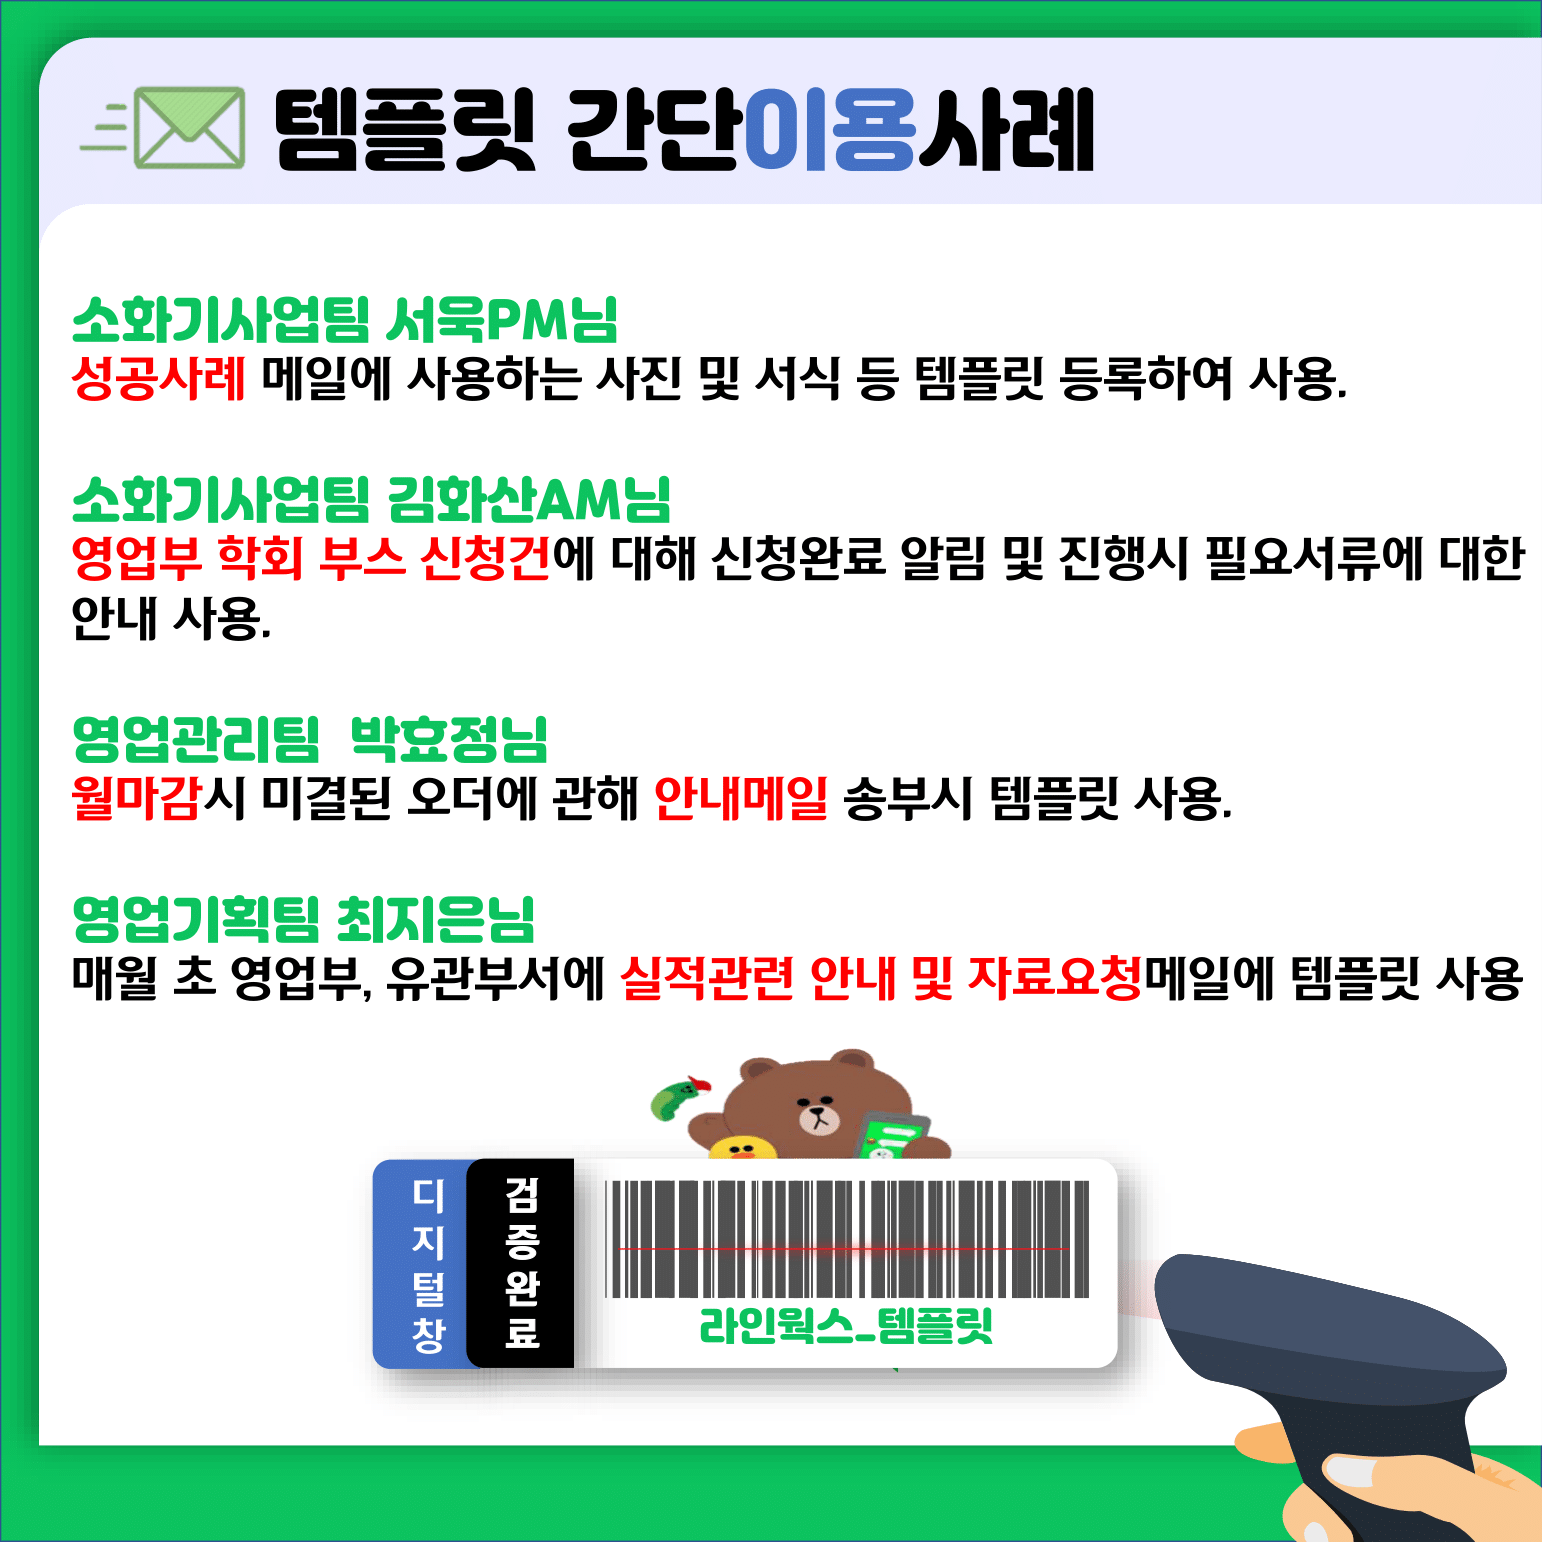 템플릿 간단이용사례
소화기사업팀 서욱PM님
성공사례 메일에 사용하는 사진 및 서식 등 템플릿 등록하여 사용.
소화기사업팀 김화산AM님
영업부 학회 부스 신청건에 대해 신청완료 알림 및 진행시 필요서류에 대한
안내 사용.
영업관리팀  박효정님
월마감시 미결된 오더에 관해 안내메일 송부시 템플릿 사용.
영업기획팀 최지은님
매월 초 영업부, 유관부서에 실적관련 안내 및 자료요청메일에 템플릿 사용
디지털창
검증완료
라인웍스_템플릿